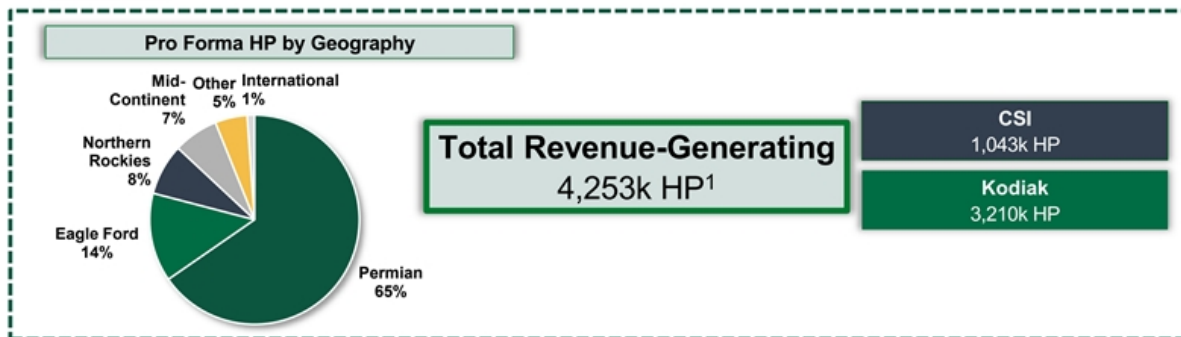 Pro Forma HP by Geography
Mid-
Continent
7%
Other
5%
International
1%
Northern
Rockies
8%
Eagle Ford
14%
Permian
65%
Total Revenue-Generating
4,253k HP¹
CSI
1,043k HP
Kodiak
3,210k HP